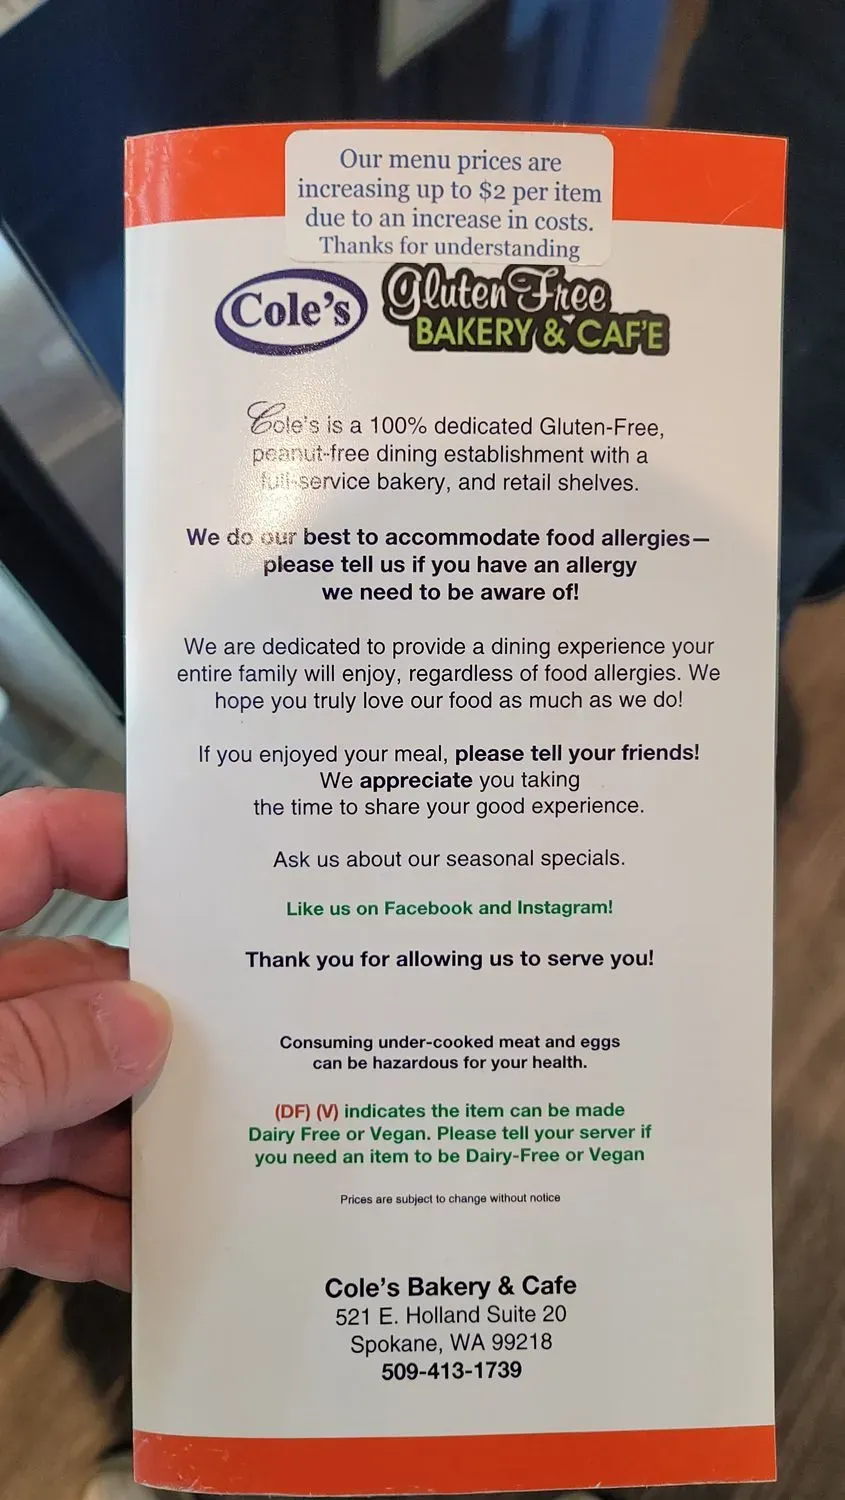 Our menu prices are
increasing up to $2 per item
due to an increase in costs.
Thanks for understanding
Cole's
Gluten Free
BAKERY & CAF'E
Cole's is a 100% dedicated Gluten-Free,
peanut-free dining establishment with a
full-service bakery, and retail shelves.
We do our best to accommodate food allergies—
please tell us if you have an allergy
we need to be aware of!
We are dedicated to provide a dining experience your
entire family will enjoy, regardless of food allergies. We
hope you truly love our food as much as we do!
If you enjoyed your meal, please tell your friends!
We appreciate you taking
the time to share your good experience.
Ask us about our seasonal specials.
Like us on Facebook and Instagram!
Thank you for allowing us to serve you!
Consuming under-cooked meat and eggs
can be hazardous for your health.
(DF) (V) indicates the item can be made
Dairy Free or Vegan. Please tell your server if
you need an item to be Dairy-Free or Vegan
Prices are subject to change without notice
Cole's Bakery & Cafe
521 E. Holland Suite 20
Spokane, WA 99218
509-413-1739